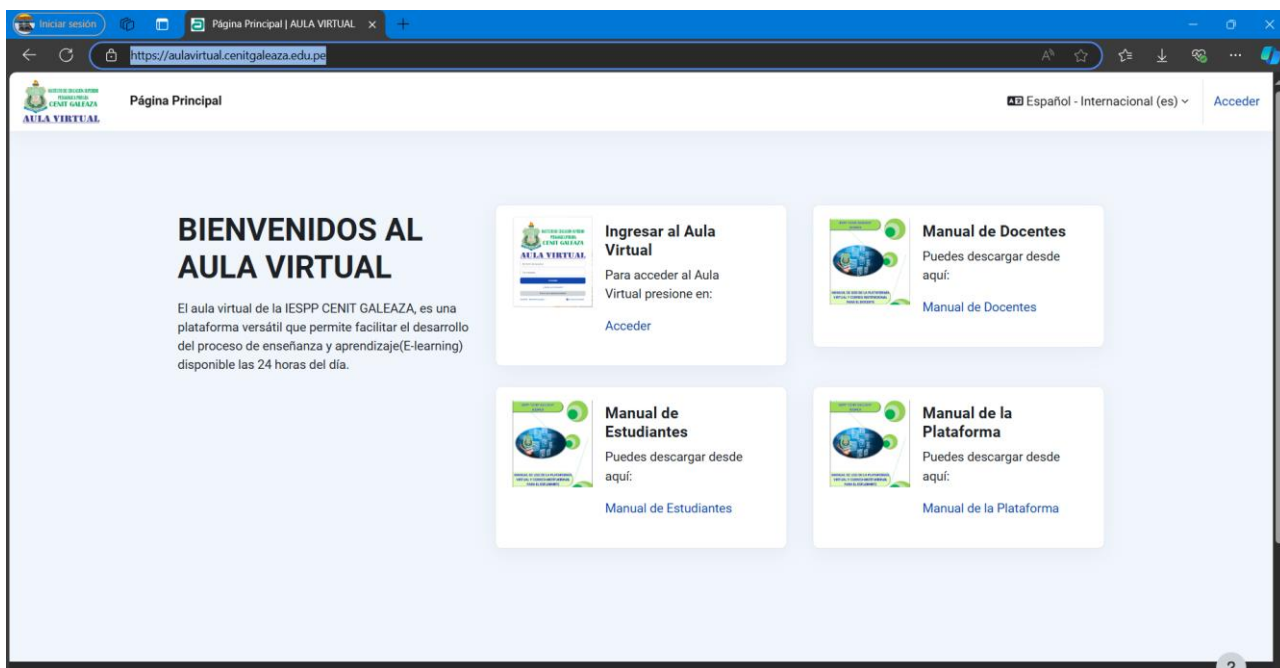 Iniciar sesión
Página Principal | AULA VIRTUAL
https://aulavirtual.cenitgaleaza.edu.pe
CENIT GALEAZA
AULA VIRTUAL
Página Principal
Español - Internacional (es)
Acceder
BIENVENIDOS AL
AULA VIRTUAL
El aula virtual de la IESPP CENIT GALEAZA, es una
plataforma versátil que permite facilitar el desarrollo
del proceso de enseñanza y aprendizaje(E-learning)
disponible las 24 horas del día.
CENIT GALEAZA
AULA VIRTUAL
Ingresar al Aula
Virtual
Para acceder al Aula
Virtual presione en:
Acceder
Manual de Docentes
Puedes descargar desde
aquí:
Manual de Docentes
Manual de
Estudiantes
Puedes descargar desde
aquí:
Manual de Estudiantes
Manual de la
Plataforma
Puedes descargar desde
aquí:
Manual de la Plataforma